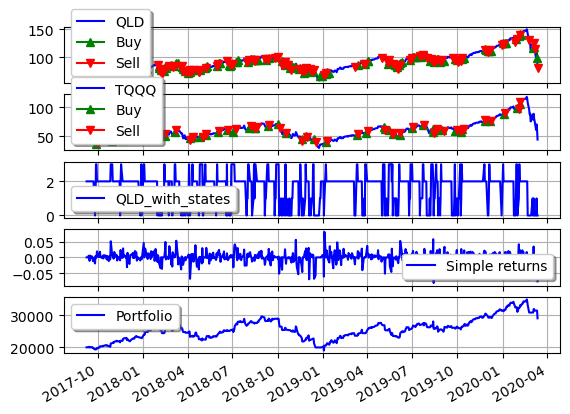 QLD
Buy
Sell
150
100
TQQQ
Buy
Sell
100
50
QLD_with_states
2
0
Simple returns
0.05
0.00
−0.05
Portfolio
30000
20000
2017-10
2018-01
2018-04
2018-07
2018-10
2019-01
2019-04
2019-07
2019-10
2020-01
2020-04